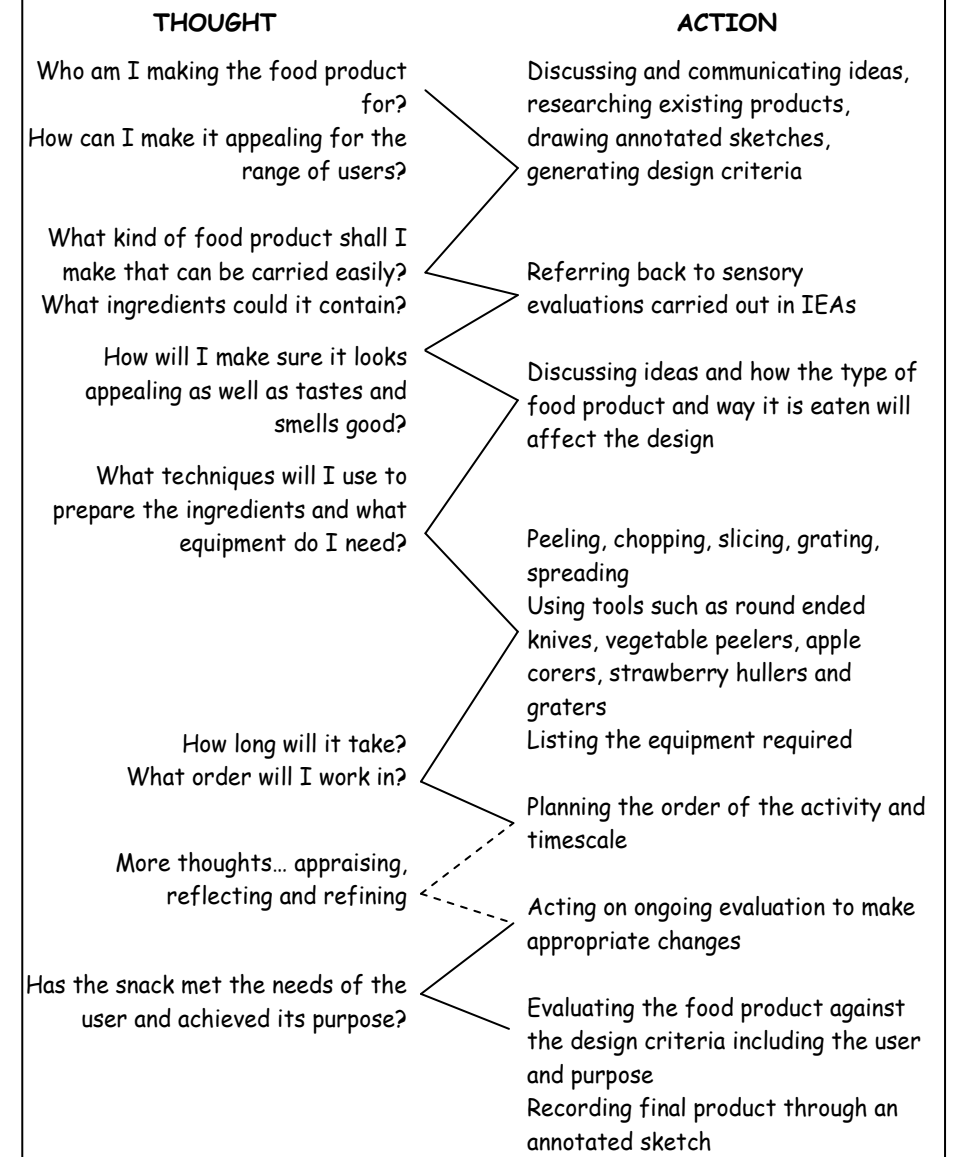 THOUGHT
Who am I making the food product
for?
How can I make it appealing for the
range of users?
What kind of food product shall I
make that can be carried easily?
What ingredients could it contain?
How will I make sure it looks
appealing as well as tastes and
smells good?
What techniques will I use to
prepare the ingredients and what
equipment do I need?
How long will it take?
What order will I work in?
More thoughts… appraising,
reflecting and refining
Has the snack met the needs of the
user and achieved its purpose?
ACTION
Discussing and communicating ideas,
researching existing products,
drawing annotated sketches,
generating design criteria
Referring back to sensory
evaluations carried out in IEAs
Discussing ideas and how the type of
food product and way it is eaten will
affect the design
Peeling, chopping, slicing, grating,
spreading
Using tools such as round ended
knives, vegetable peelers, apple
corers, strawberry hullers and
graters
Listing the equipment required
Planning the order of the activity and
timescale
Acting on ongoing evaluation to make
appropriate changes
Evaluating the food product against
the design criteria including the user
and purpose
Recording final product through an
annotated sketch